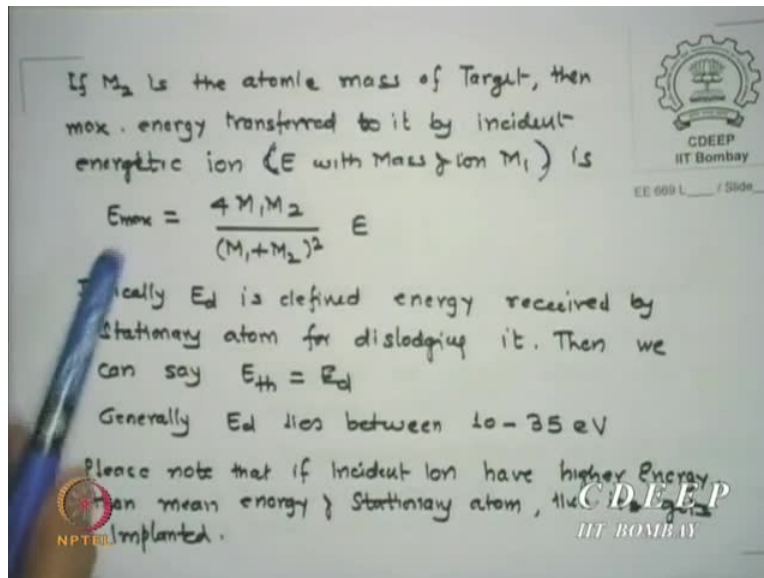 If M₂ is the atomic mass of Target, then
max. energy transferred to it by incident
energetic ion (E with Mass of ion M₁) is
Emax = 4 M₁M₂ / (M₁+M₂)² E
Ed is defined energy received by
Stationary atom for dislodging it. Then we
can say Eth = Ed
Generally Ed lies between 10 - 35 eV
Please note that if Incident Ion have higher Energy
than mean energy of Stationary atom,
Implanted.
CDEEP
IIT Bombay
EE 669 L____ / Slide__
NPTEL
CDEEP
IIT BOMBAY